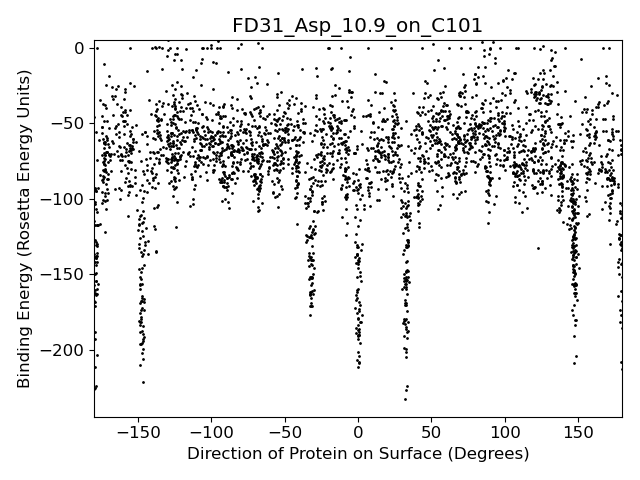 FD31_Asp_10.9_on_C101
Binding Energy (Rosetta Energy Units)
0
−50
−100
−150
−200
−150 −100 −50 0 50 100 150
Direction of Protein on Surface (Degrees)